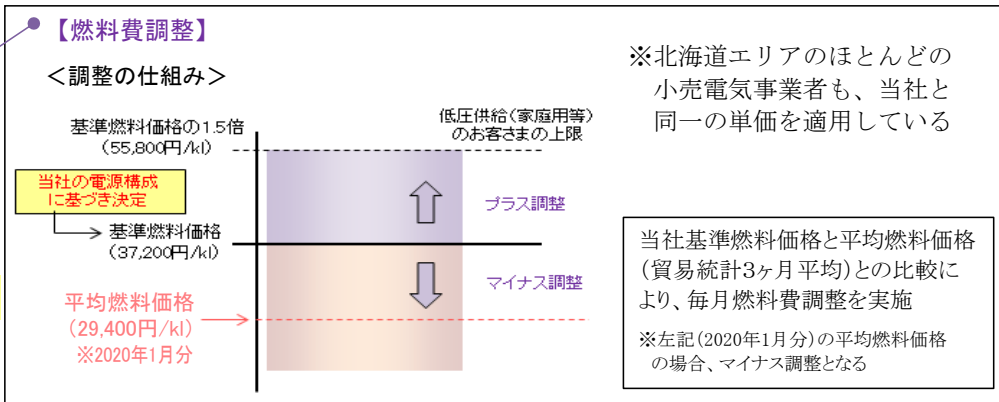 【燃料費調整】
＜調整の仕組み＞
基準燃料価格の1.5倍
(55,800円/kl)
低圧供給(家庭用等)
のお客さまの上限
当社の電源構成
に基づき決定
基準燃料価格
(37,200円/kl)
プラス調整
マイナス調整
平均燃料価格
(29,400円/kl)
※2020年1月分
※北海道エリアのほとんどの
小売電気事業者も、当社と
同一の単価を適用している
当社基準燃料価格と平均燃料価格
(貿易統計3ヶ月平均)との比較に
より、毎月燃料費調整を実施
※左記(2020年1月分)の平均燃料価格
の場合、マイナス調整となる